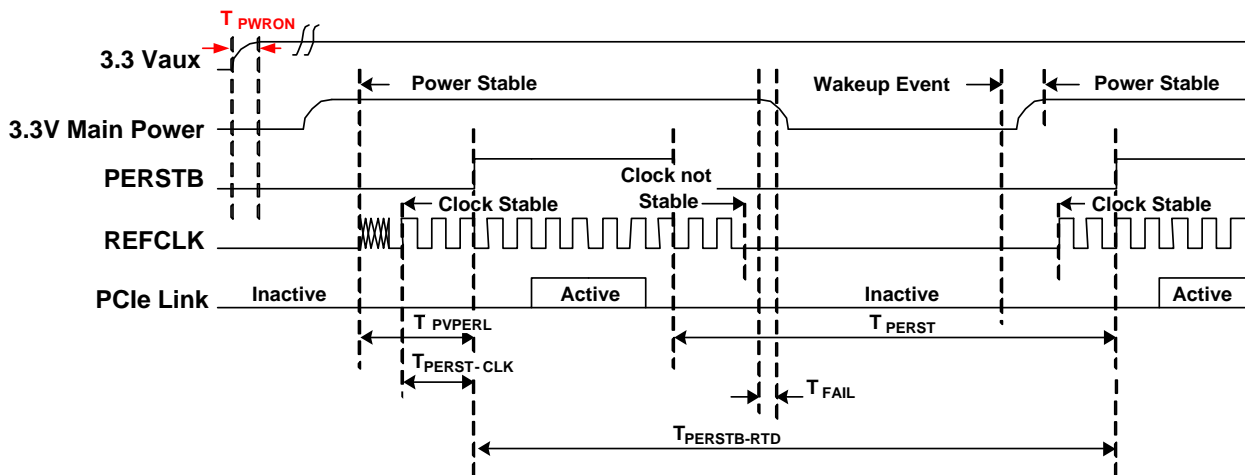 T PWRON
3.3 Vaux
Power Stable
Wakeup Event
Power Stable
3.3V Main Power
PERSTB
Clock not
Stable
Clock Stable
Clock Stable
REFCLK
PCIe Link
Inactive
Active
Inactive
Active
T PVPERL
TPERST
TPERST-CLK
T FAIL
TPERSTB-RTD